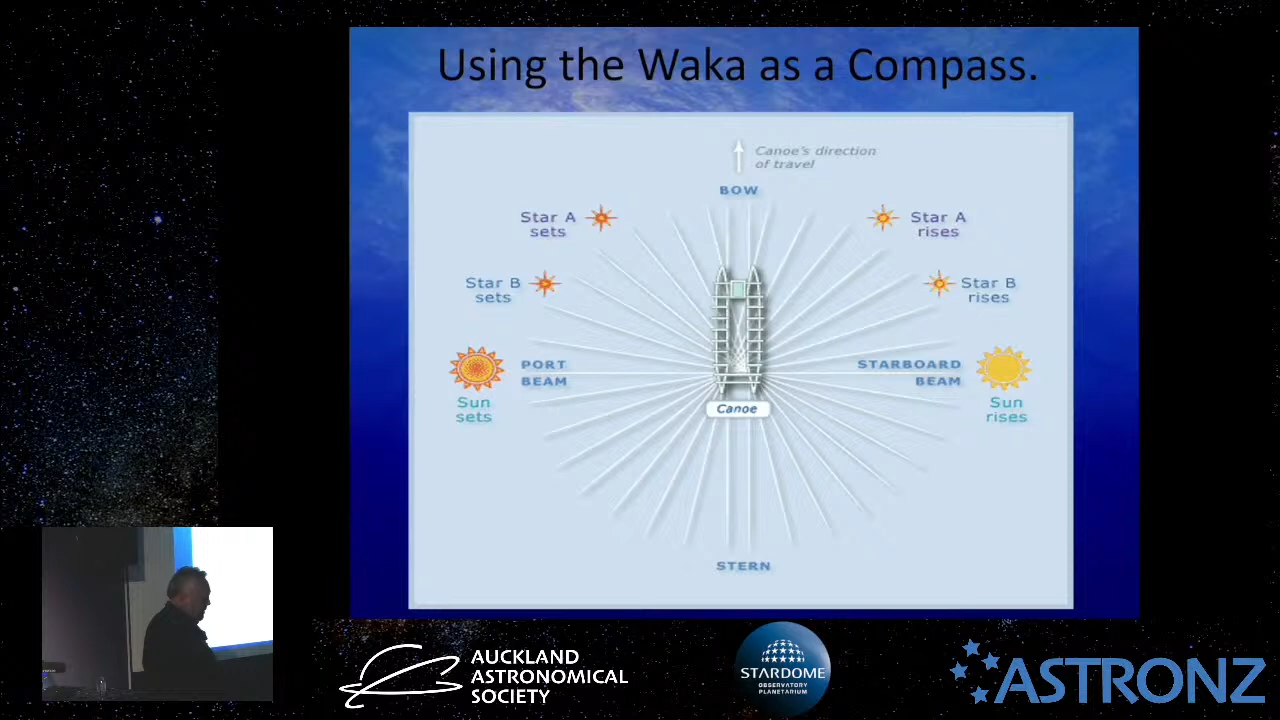 Using the Waka as a Compass.
Canoe's direction
of travel
BOW
Star A
sets
Star A
rises
Star B
sets
Star B
rises
PORT
BEAM
STARBOARD
BEAM
Sun
sets
Sun
rises
Canoe
STERN
AUCKLAND
ASTRONOMICAL
SOCIETY
STARDOME
OBSERVATORY
PLANETARIUM
ASTRONZ